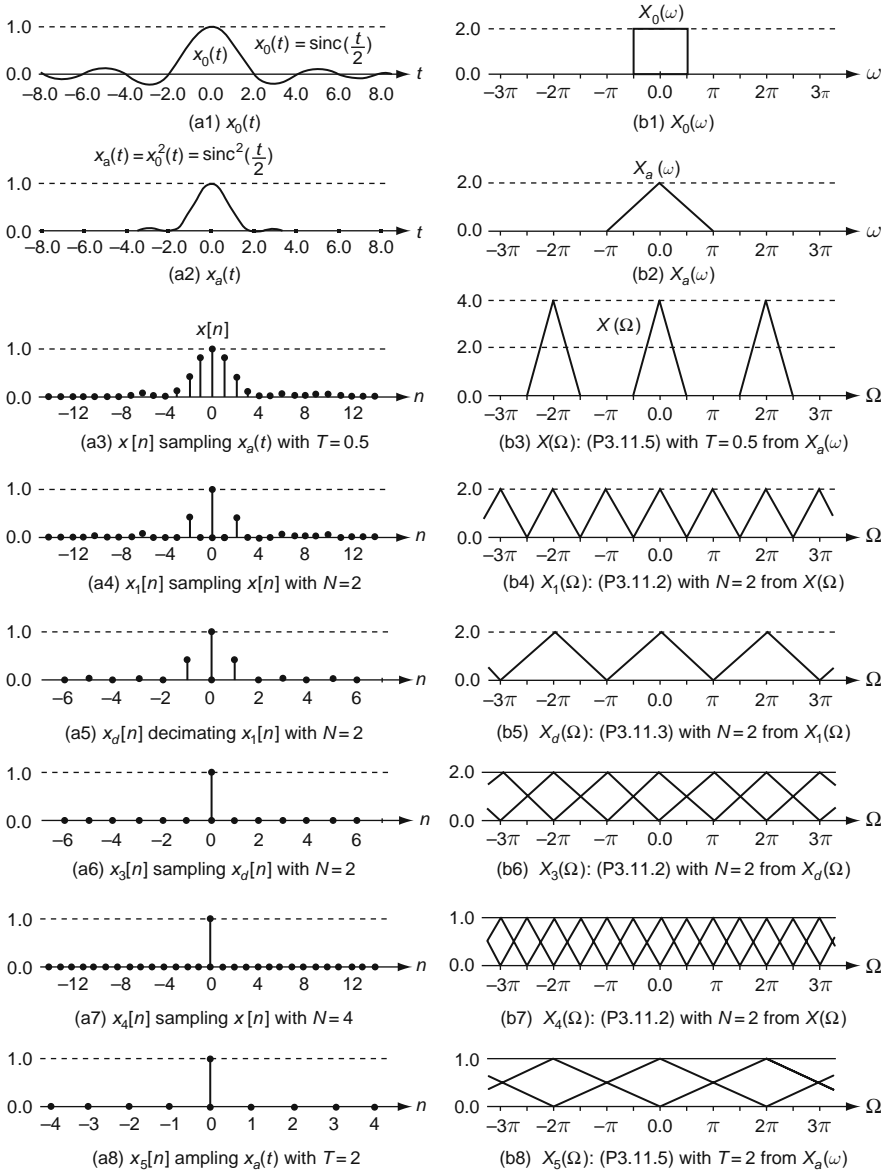 1.0
x₀(t)
x₀(t) = sinc(t/2)
0.0
t
−8.0 −6.0 −4.0 −2.0 0.0 2.0 4.0 6.0 8.0
(a1) x₀(t)
X₀(ω)
2.0
0.0
ω
−3π −2π −π 0.0 π 2π 3π
(b1) X₀(ω)
xₐ(t) = x₀²(t) = sinc²(t/2)
1.0
0.0
t
−8.0 −6.0 −4.0 −2.0 0.0 2.0 4.0 6.0 8.0
(a2) xₐ(t)
Xₐ (ω)
2.0
0.0
ω
−3π −2π −π 0.0 π 2π 3π
(b2) Xₐ(ω)
x[n]
1.0
0.0
n
−12 −8 −4 0 4 8 12
(a3) x [n] sampling xₐ(t) with T = 0.5
4.0
X(Ω)
2.0
0.0
Ω
−3π −2π −π 0.0 π 2π 3π
(b3) X(Ω): (P3.11.5) with T = 0.5 from Xₐ(ω)
1.0
0.0
n
−12 −8 −4 0 4 8 12
(a4) x₁[n] sampling x[n] with N = 2
2.0
0.0
Ω
−3π −2π −π 0.0 π 2π 3π
(b4) X₁(Ω): (P3.11.2) with N = 2 from X(Ω)
1.0
0.0
n
−6 −4 −2 0 2 4 6
(a5) x_d[n] decimating x₁[n] with N = 2
2.0
0.0
Ω
−3π −2π −π 0.0 π 2π 3π
(b5) X_d(Ω): (P3.11.3) with N = 2 from X₁(Ω)
1.0
0.0
n
−6 −4 −2 0 2 4 6
(a6) x₃[n] sampling x_d[n] with N = 2
2.0
0.0
Ω
−3π −2π −π 0.0 π 2π 3π
(b6) X₃(Ω): (P3.11.2) with N = 2 from X_d(Ω)
1.0
0.0
n
−12 −8 −4 0 4 8 12
(a7) x₄[n] sampling x[n] with N = 4
1.0
0.0
Ω
−3π −2π −π 0.0 π 2π 3π
(b7) X₄(Ω): (P3.11.2) with N = 2 from X(Ω)
1.0
0.0
n
−4 −3 −2 −1 0 1 2 3 4
(a8) x₅[n] ampling xₐ(t) with T = 2
1.0
0.0
Ω
−3π −2π −π 0.0 π 2π 3π
(b8) X₅(Ω): (P3.11.5) with T = 2 from Xₐ(ω)